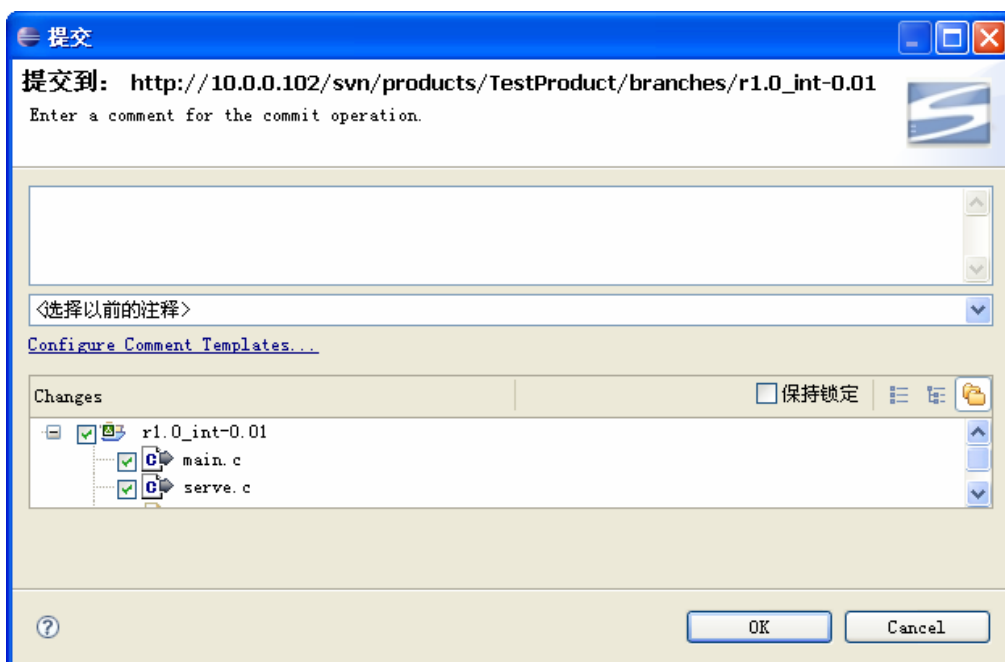 提交
提交到： http://10.0.0.102/svn/products/TestProduct/branches/r1.0_int-0.01
Enter a comment for the commit operation.
<选择以前的注释>
Configure Comment Templates...
Changes 保持锁定
r1.0_int-0.01
main.c
serve.c
OK Cancel